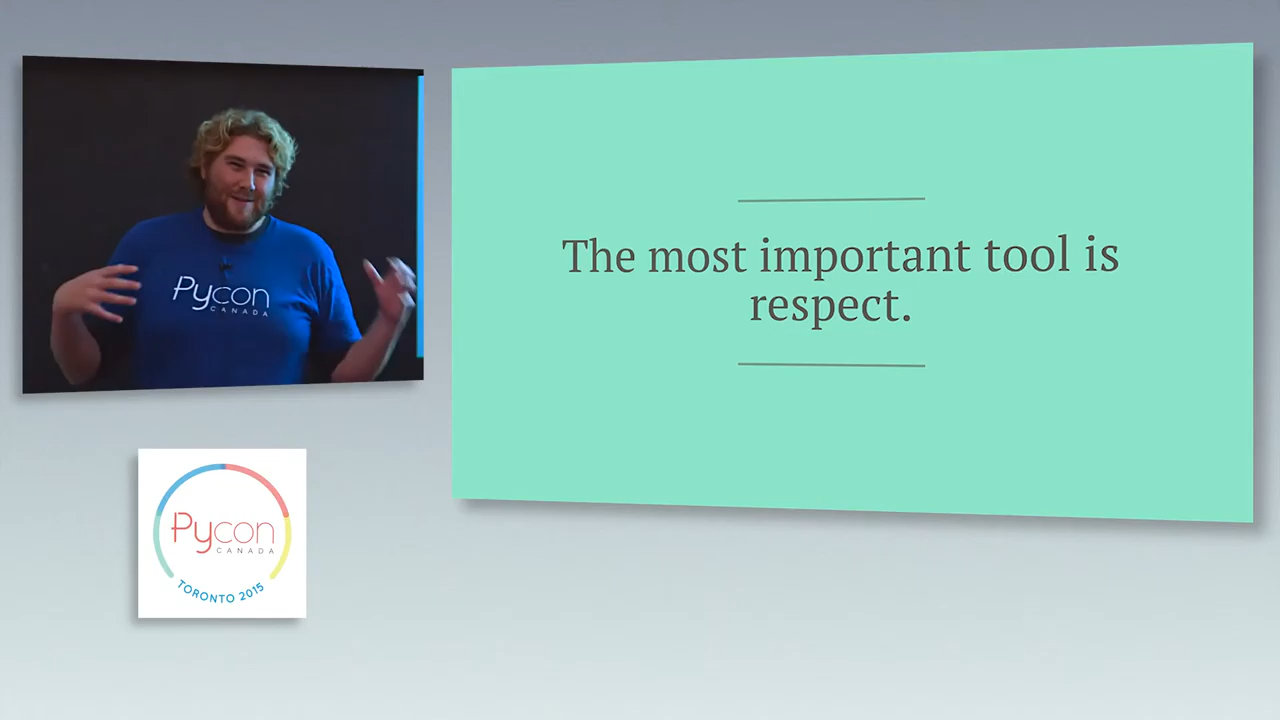 Pycon
CANADA
The most important tool is
respect.
Pycon
CANADA
TORONTO 2015